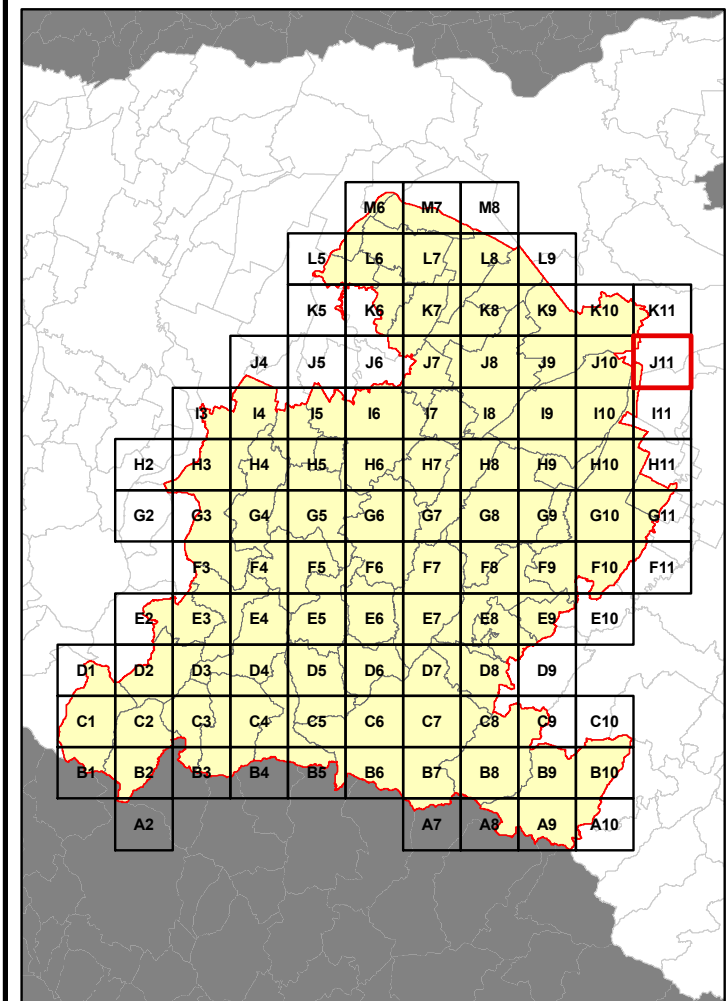 M6 M7 M8
L5 L6 L7 L8 L9
K5 K6 K7 K8 K9 K10 K11
J4 J5 J6 J7 J8 J9 J10 J11
I3 I4 I5 I6 I7 I8 I9 I10 I11
H2 H3 H4 H5 H6 H7 H8 H9 H10 H11
G2 G3 G4 G5 G6 G7 G8 G9 G10 G11
F3 F4 F5 F6 F7 F8 F9 F10 F11
E2 E3 E4 E5 E6 E7 E8 E9 E10
D1 D2 D3 D4 D5 D6 D7 D8 D9
C1 C2 C3 C4 C5 C6 C7 C8 C9 C10
B1 B2 B3 B4 B5 B6 B7 B8 B9 B10
A2 A7 A8 A9 A10